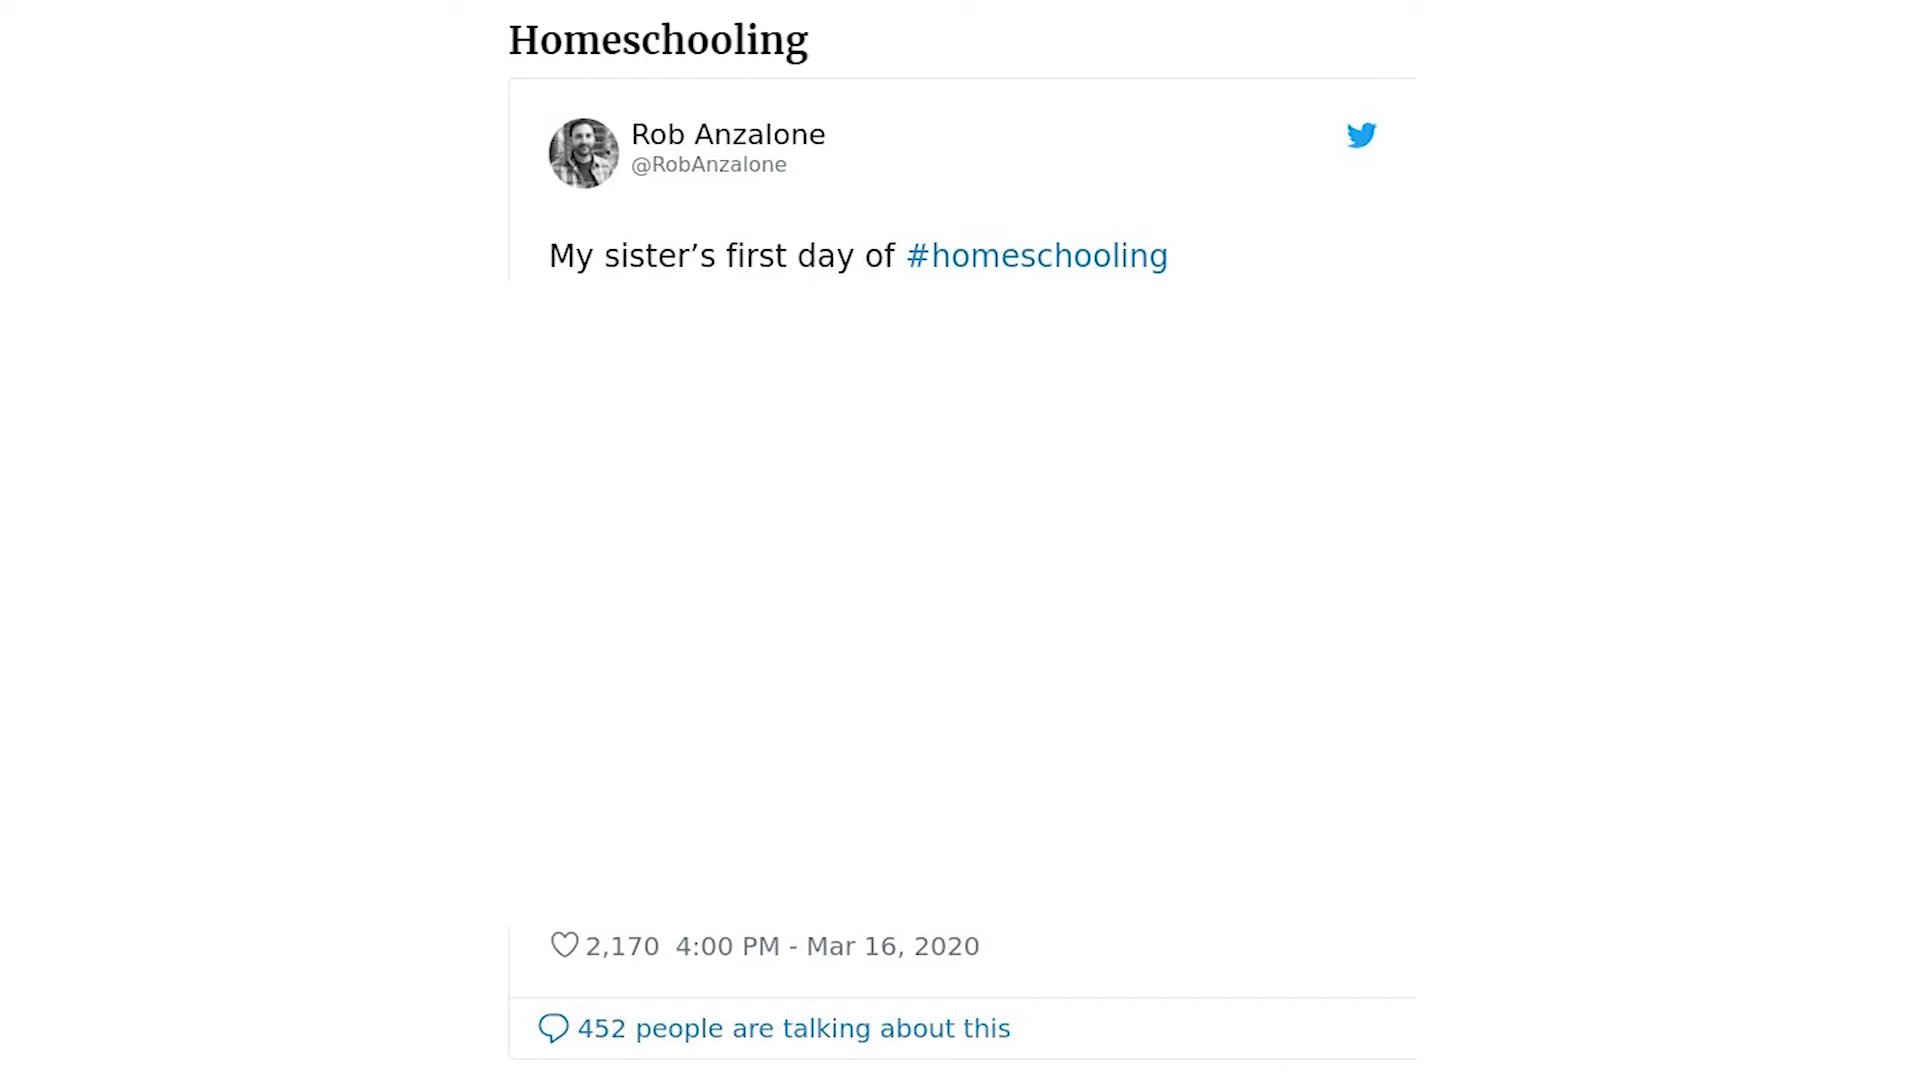 Homeschooling
Rob Anzalone
@RobAnzalone
My sister’s first day of #homeschooling
2,170 4:00 PM - Mar 16, 2020
452 people are talking about this